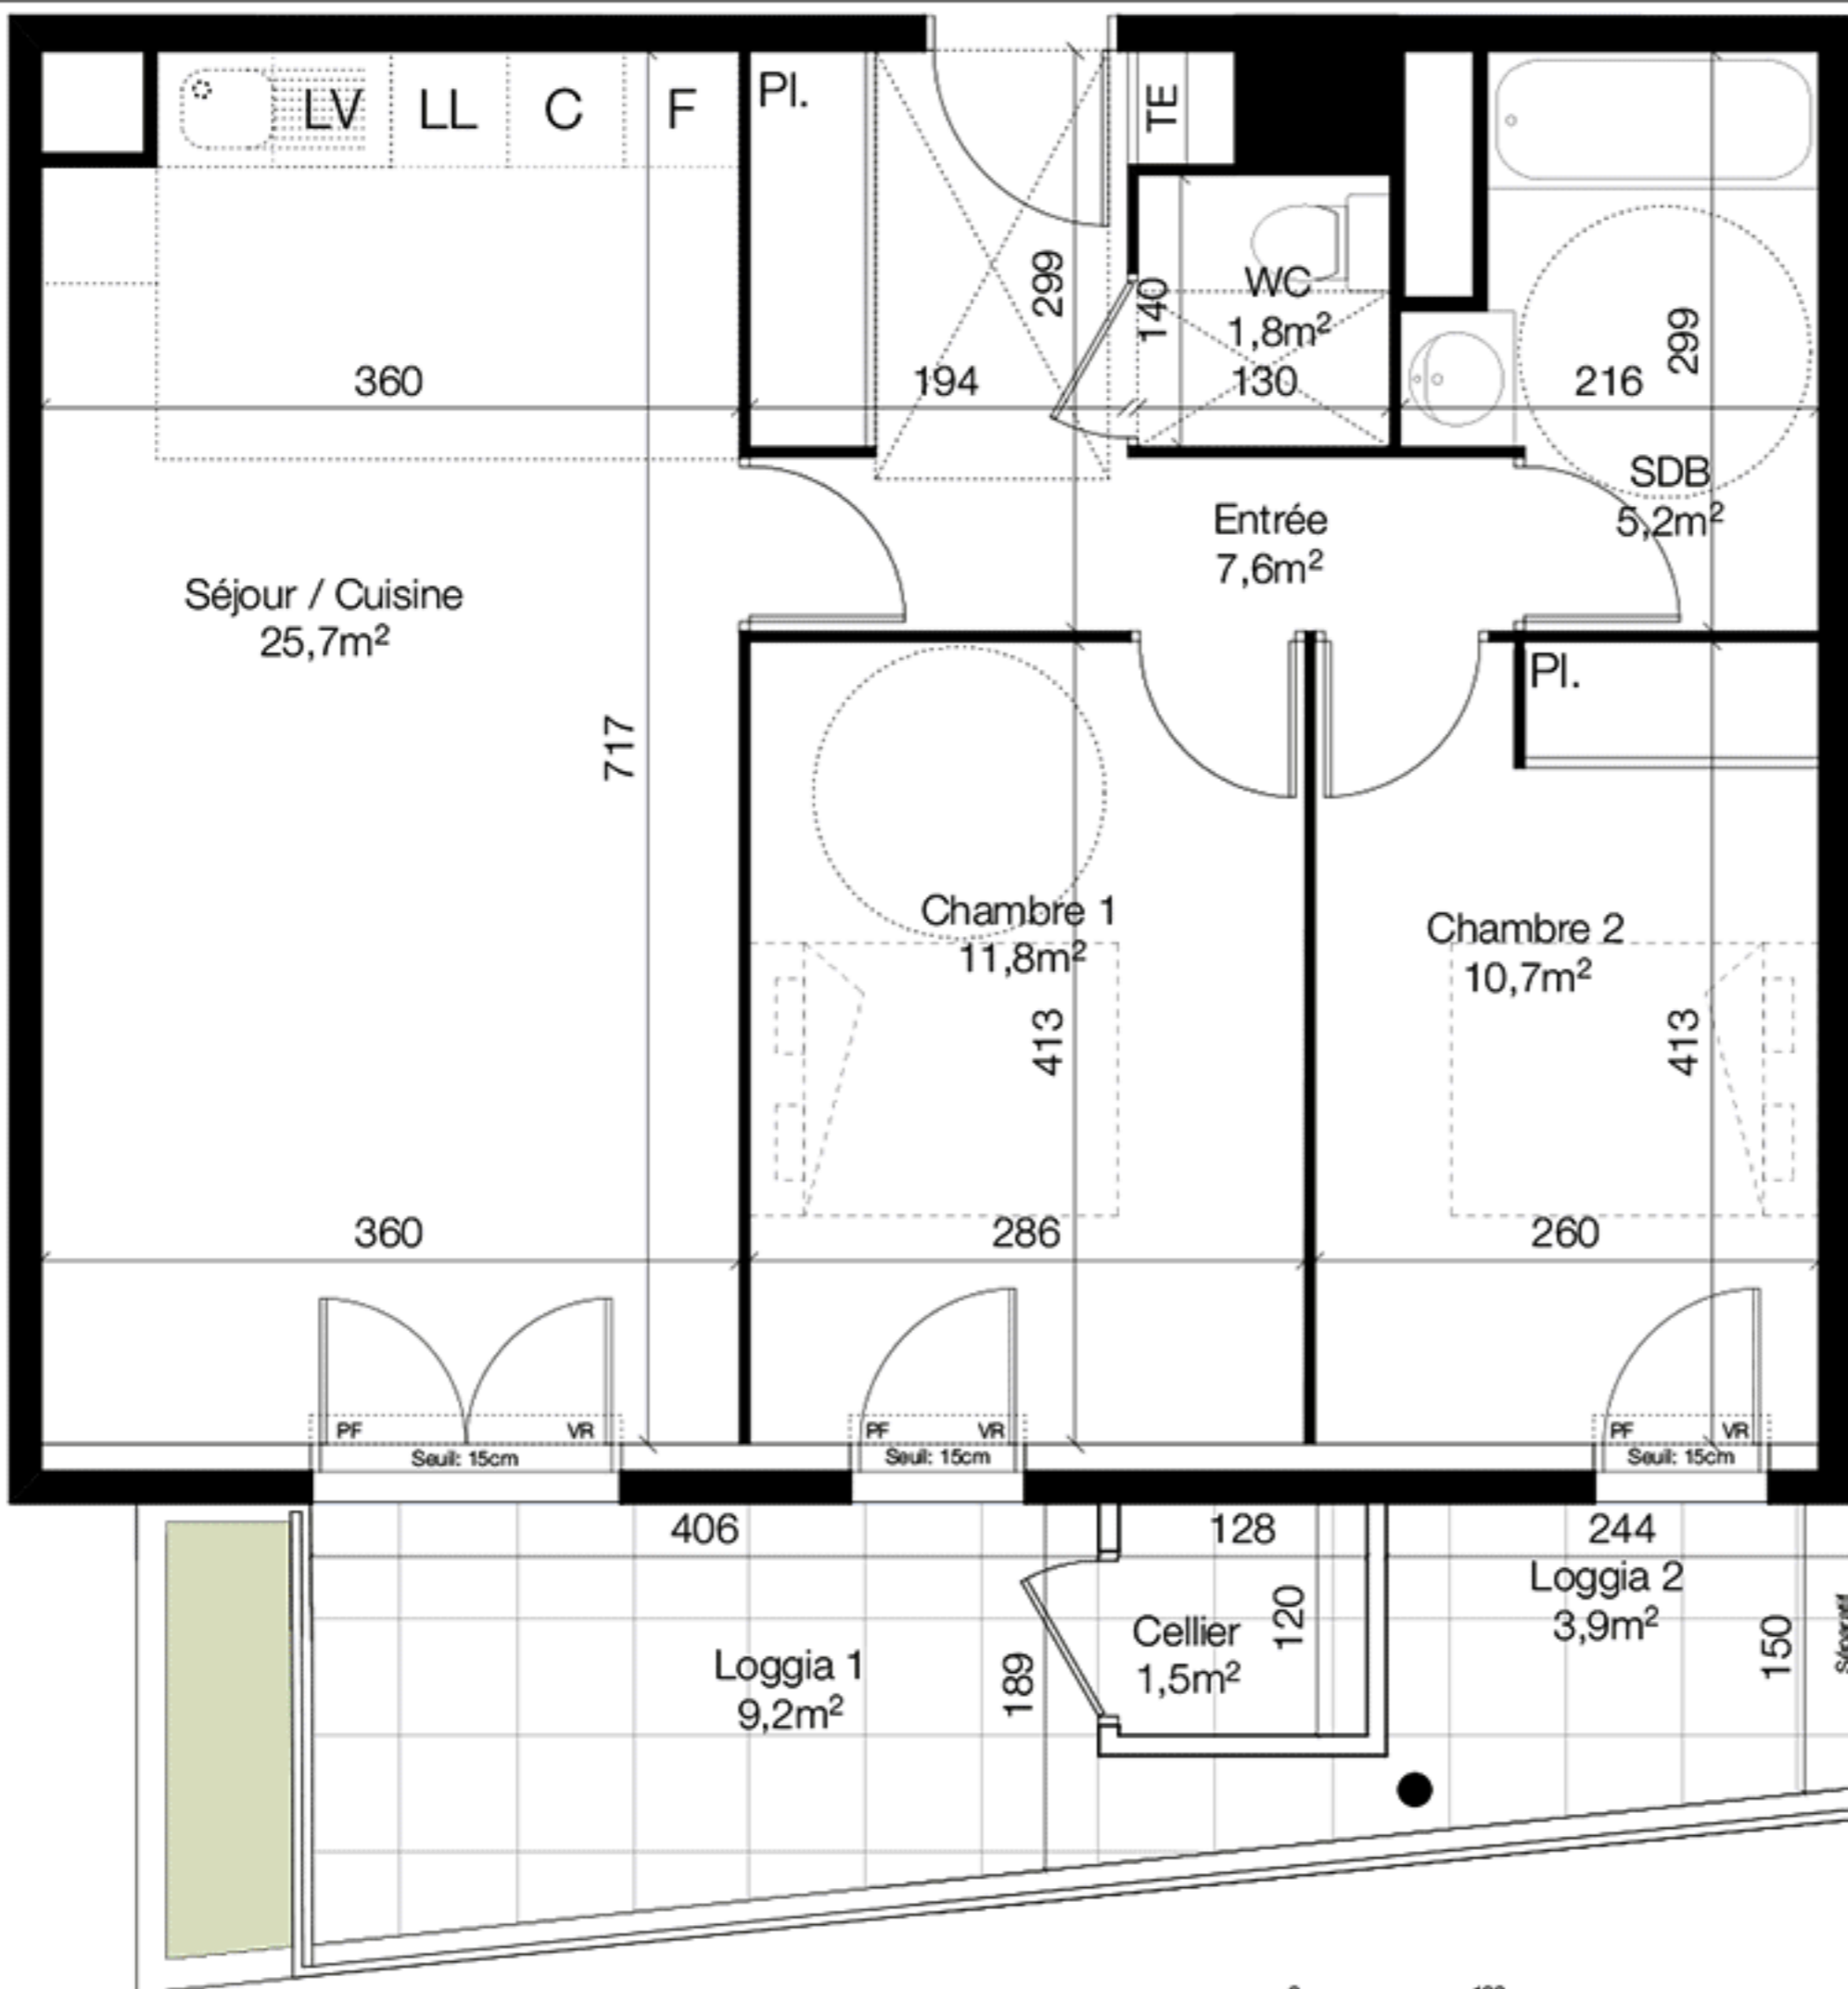 LV LL C F
Pl.
TE
299
140
WC
1,8m²
299
360
194
130
216
SDB
5,2m²
Entrée
7,6m²
Séjour / Cuisine
25,7m²
Pl.
717
Chambre 1
11,8m²
Chambre 2
10,7m²
413
413
360
286
260
PF VR
Seuil: 15cm
PF VR
Seuil: 15cm
PF VR
Seuil: 15cm
406
128
244
Loggia 2
3,9m²
120
Cellier
1,5m²
150
Loggia 1
9,2m²
189